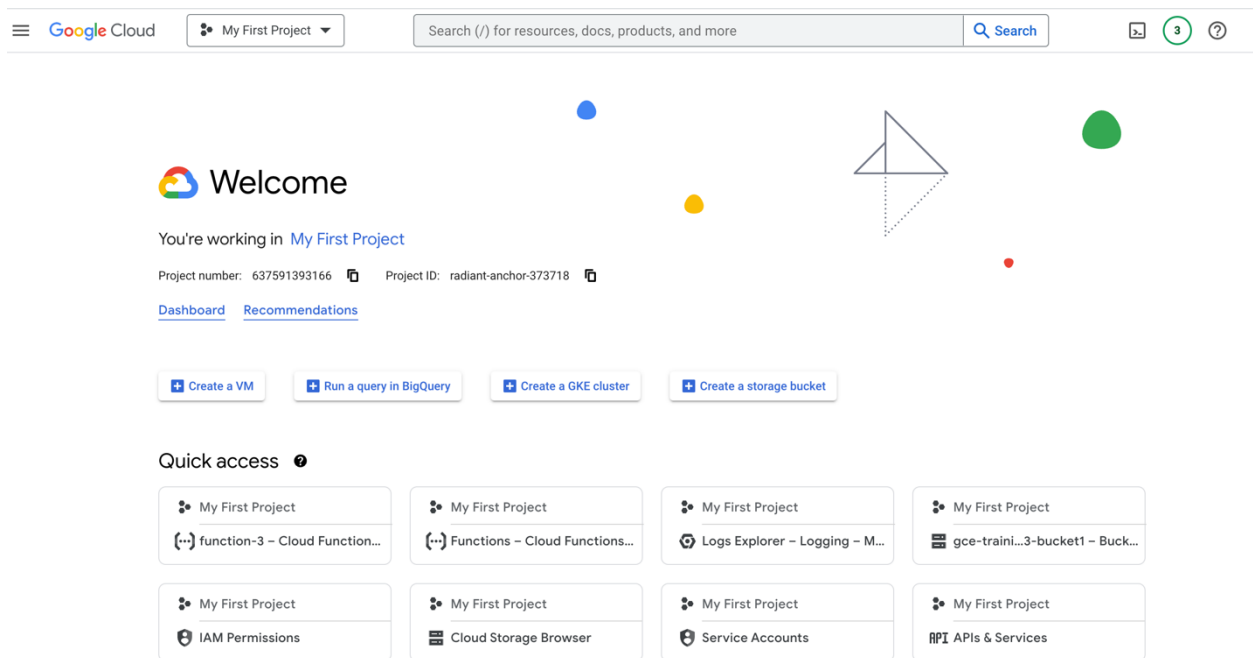 Google Cloud My First Project Search (/) for resources, docs, products, and more Search 3
Welcome
You're working in My First Project
Project number: 637591393166 Project ID: radiant-anchor-373718
Dashboard Recommendations
Create a VM Run a query in BigQuery Create a GKE cluster Create a storage bucket
Quick access
My First Project My First Project My First Project My First Project
function-3 – Cloud Function... Functions – Cloud Functions... Logs Explorer – Logging – M... gce-traini...3-bucket1 – Buck...
My First Project My First Project My First Project My First Project
IAM Permissions Cloud Storage Browser Service Accounts API APIs & Services